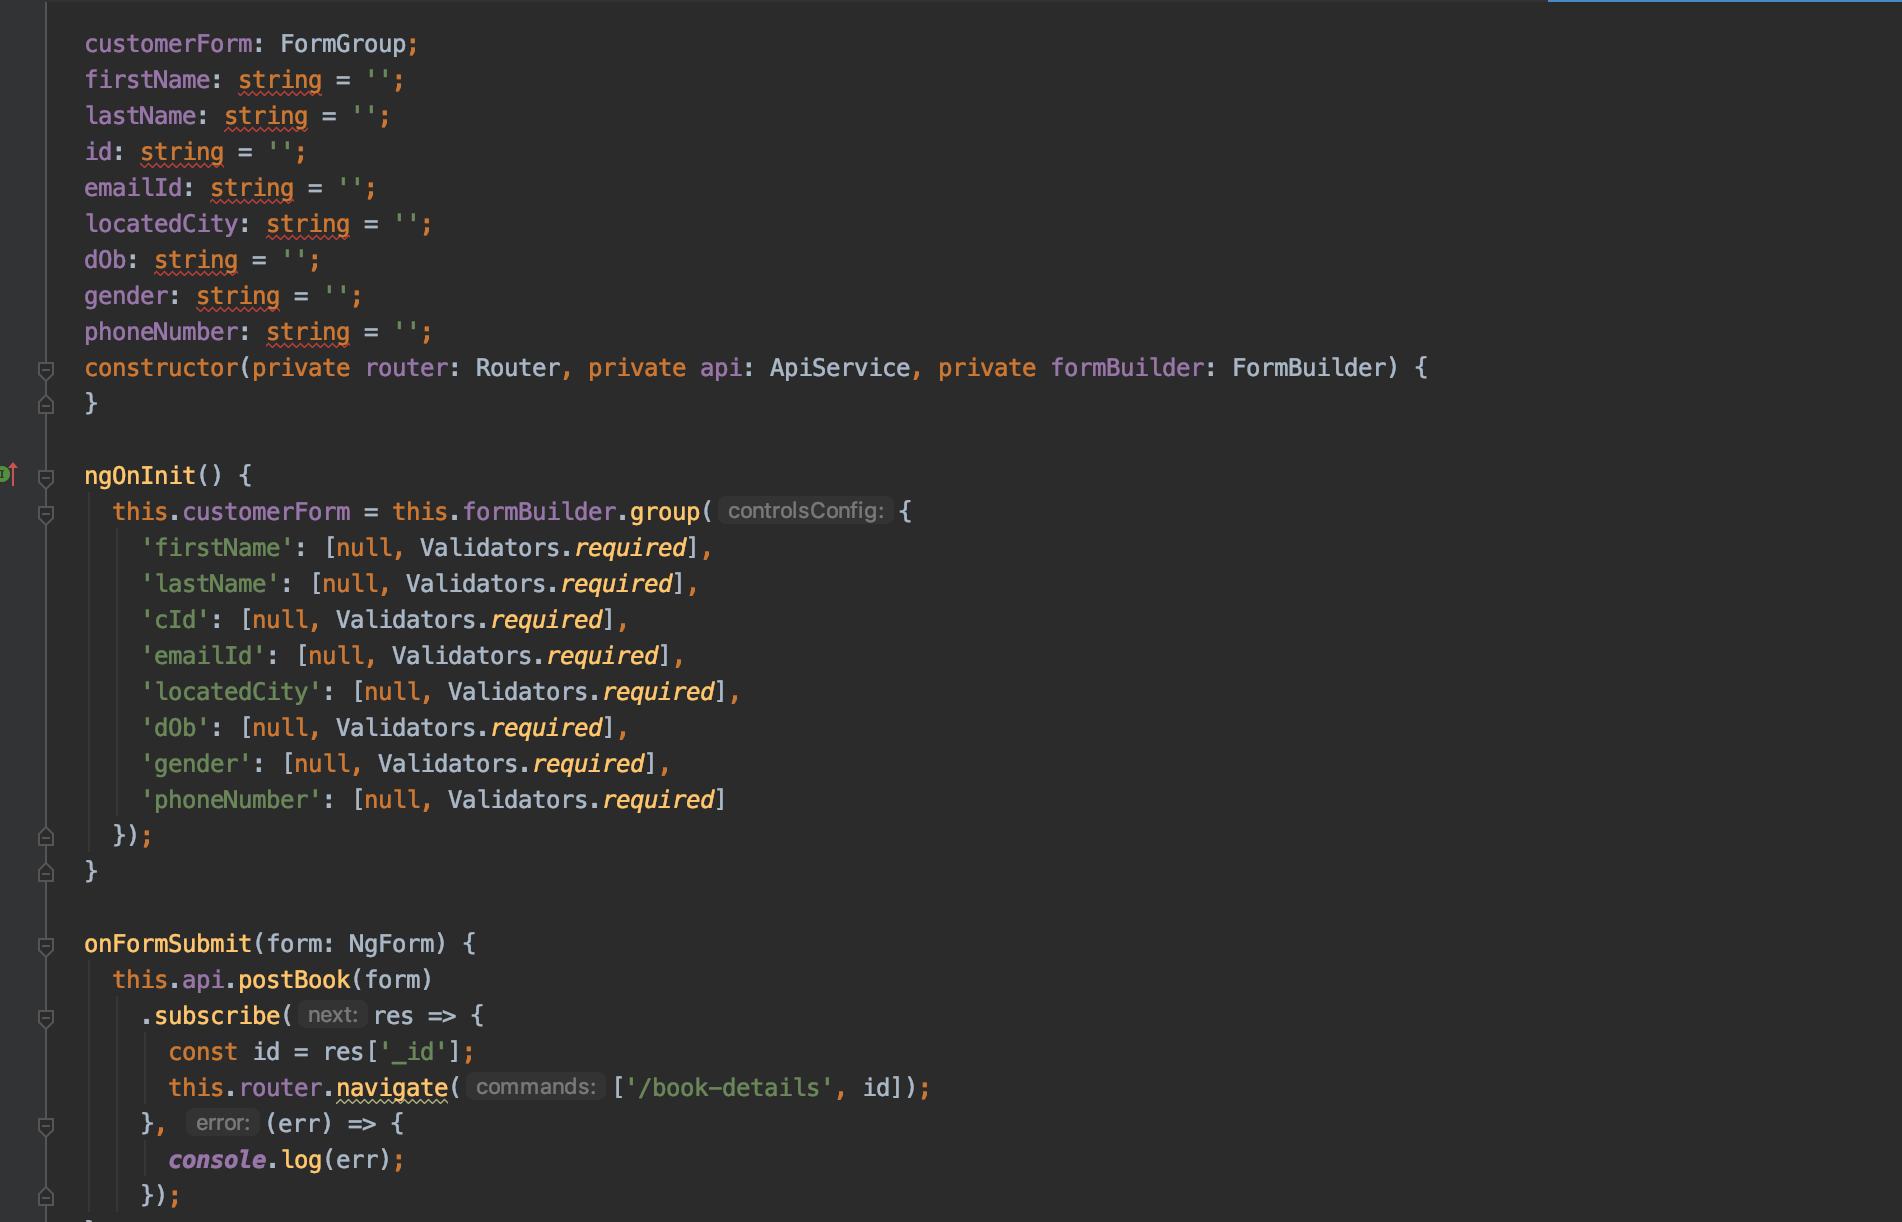 customerForm: FormGroup;
firstName: string = '';
lastName: string = '';
id: string = '';
emailId: string = '';
locatedCity: string = '';
dOb: string = '';
gender: string = '';
phoneNumber: string = '';
constructor(private router: Router, private api: ApiService, private formBuilder: FormBuilder) {
}
ngOnInit() {
this.customerForm = this.formBuilder.group( controlsConfig: {
'firstName': [null, Validators.required],
'lastName': [null, Validators.required],
'cId': [null, Validators.required],
'emailId': [null, Validators.required],
'locatedCity': [null, Validators.required],
'dOb': [null, Validators.required],
'gender': [null, Validators.required],
'phoneNumber': [null, Validators.required]
});
}
onFormSubmit(form: NgForm) {
this.api.postBook(form)
.subscribe( next: res => {
const id = res['_id'];
this.router.navigate( commands: ['/book-details', id]);
}, error: (err) => {
console.log(err);
});